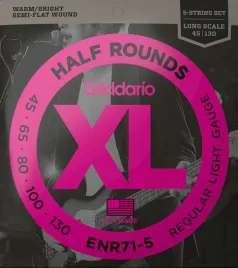 WARM/BRIGHT
SEMI-FLAT WOUND
5-STRING SET
LONG SCALE
45|130
HALF ROUNDS
D'Addario
XL
45 · 65 · 80 · 100 · 130
REGULAR LIGHT GAUGE
ENR71-5